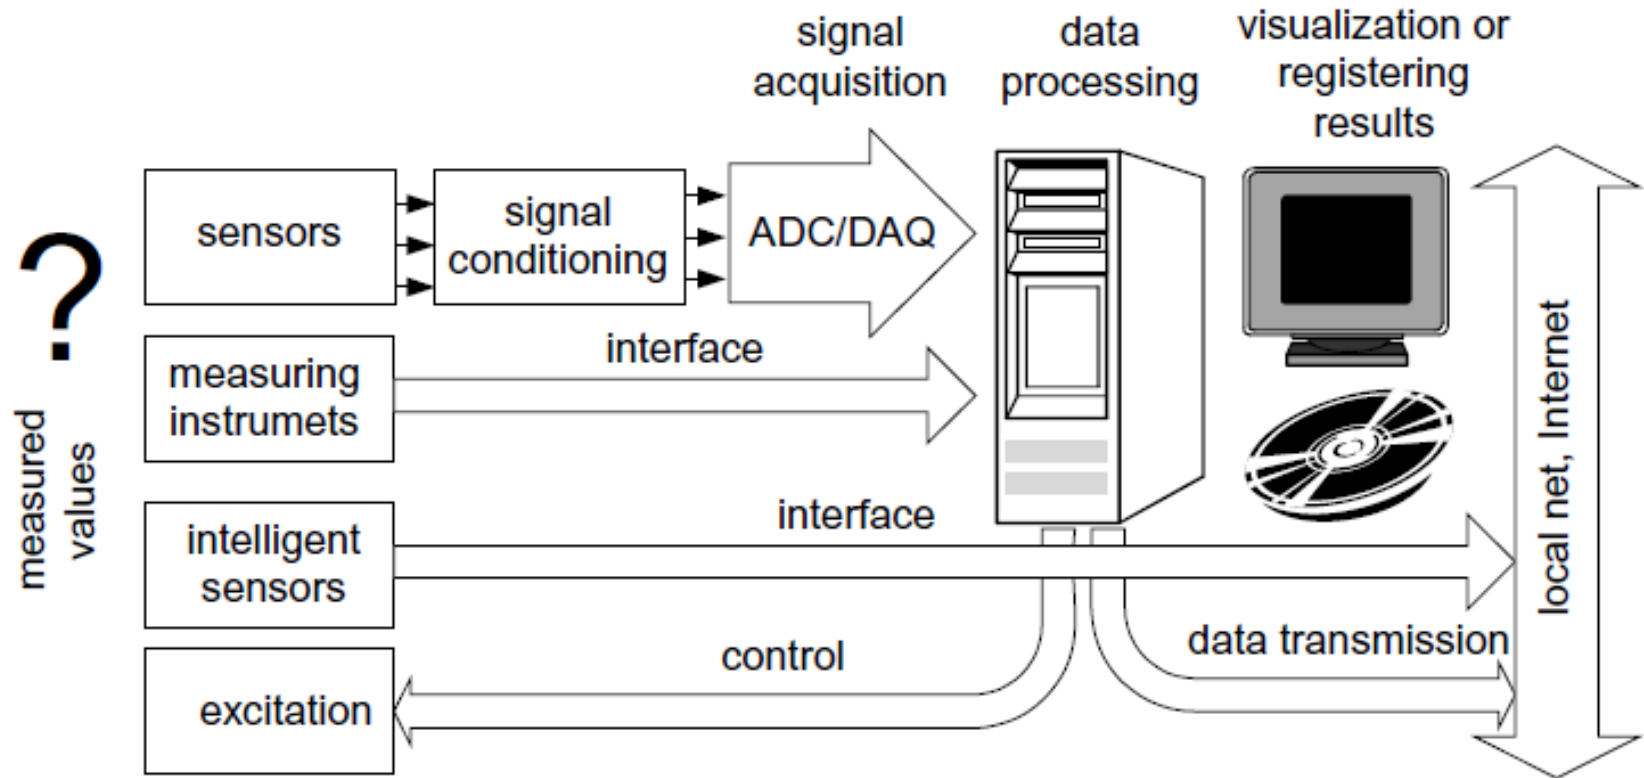 signal
acquisition
data
processing
visualization or
registering
results
?
measured
values
sensors
signal
conditioning
ADC/DAQ
measuring
instrumets
interface
intelligent
sensors
interface
excitation
control
data transmission
local net, Internet